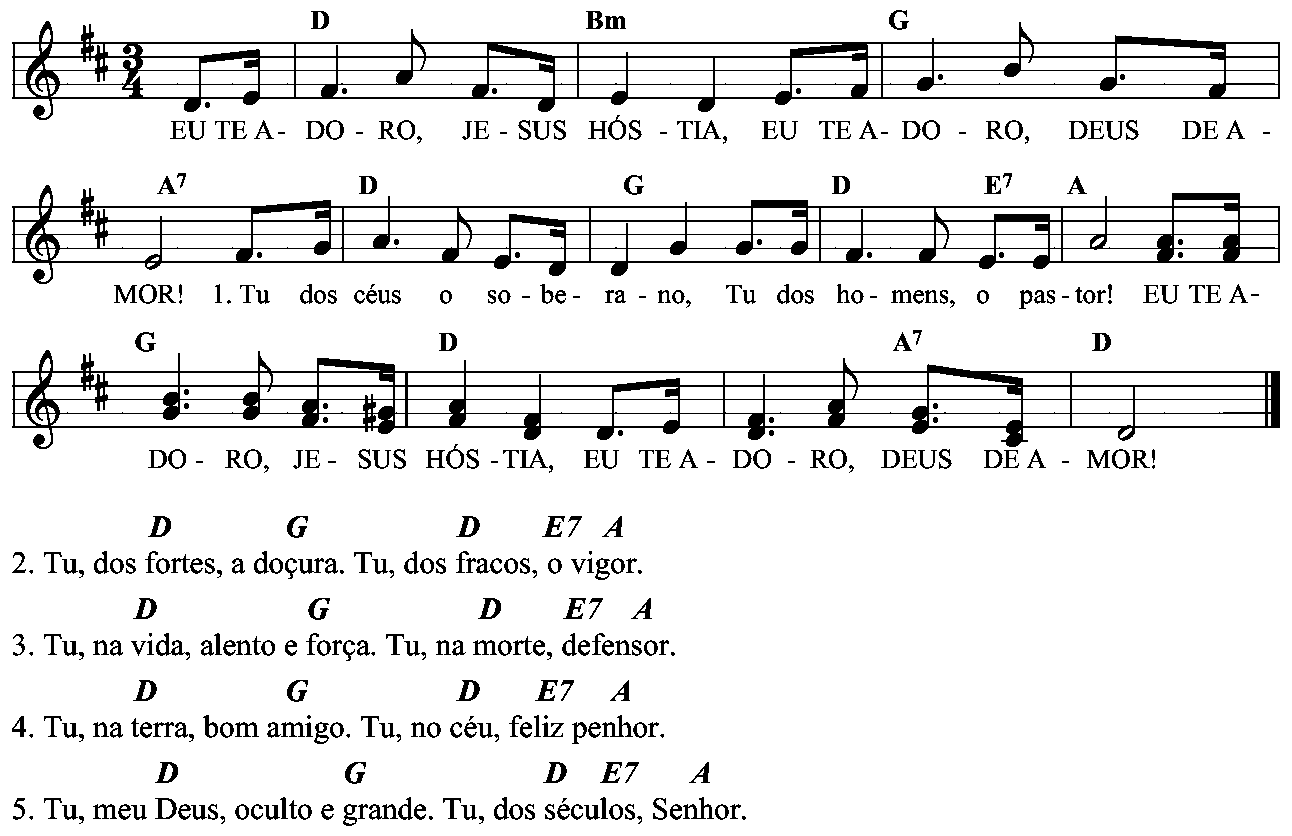 D Bm G
3
4
EU TE A- DO - RO, JE - SUS HÓS - TIA, EU TE A- DO - RO, DEUS DE A -
A7 D G D E7 A
MOR! 1. Tu dos céus o so - be - ra - no, Tu dos ho - mens, o pas - tor! EU TE A-
G D A7 D
DO - RO, JE - SUS HÓS - TIA, EU TE A - DO - RO, DEUS DE A - MOR!
D G D E7 A
2. Tu, dos fortes, a doçura. Tu, dos fracos, o vigor.
D G D E7 A
3. Tu, na vida, alento e força. Tu, na morte, defensor.
D G D E7 A
4. Tu, na terra, bom amigo. Tu, no céu, feliz penhor.
D G D E7 A
5. Tu, meu Deus, oculto e grande. Tu, dos séculos, Senhor.